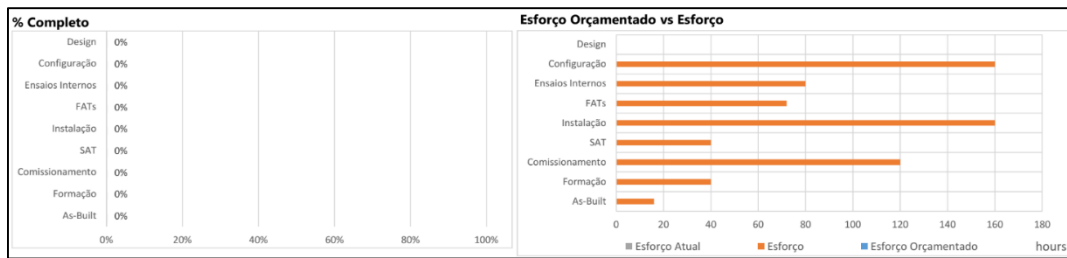 % Completo
Design 0%
Configuração 0%
Ensaios Internos 0%
FATs 0%
Instalação 0%
SAT 0%
Comissionamento 0%
Formação 0%
As-Built 0%
0% 20% 40% 60% 80% 100%
Esforço Orçamentado vs Esforço
Design
Configuração
Ensaios Internos
FATs
Instalação
SAT
Comissionamento
Formação
As-Built
0 20 40 60 80 100 120 140 160 180
Esforço Atual Esforço Esforço Orçamentado hours